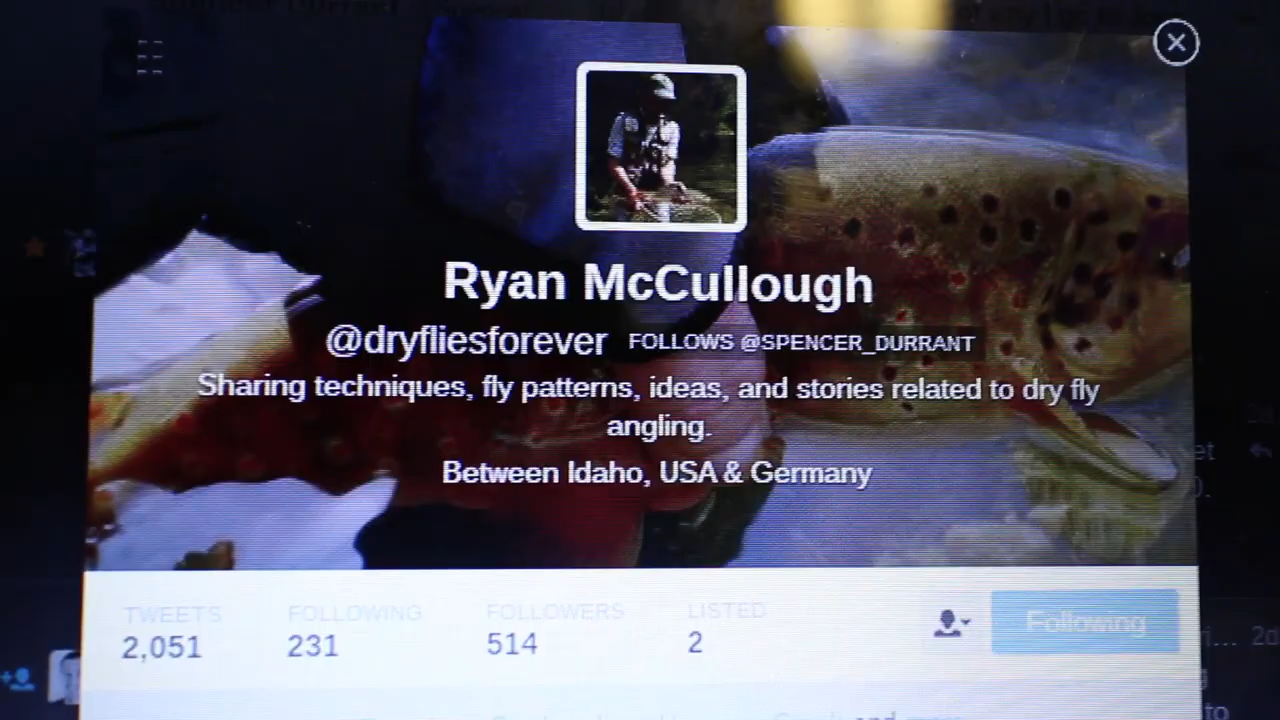 Ryan McCullough
@dryfliesforever FOLLOWS @SPENCER_DURRANT
Sharing techniques, fly patterns, ideas, and stories related to dry fly
angling.
Between Idaho, USA & Germany
TWEETS FOLLOWING FOLLOWERS LISTED
2,051 231 514 2
Following
to